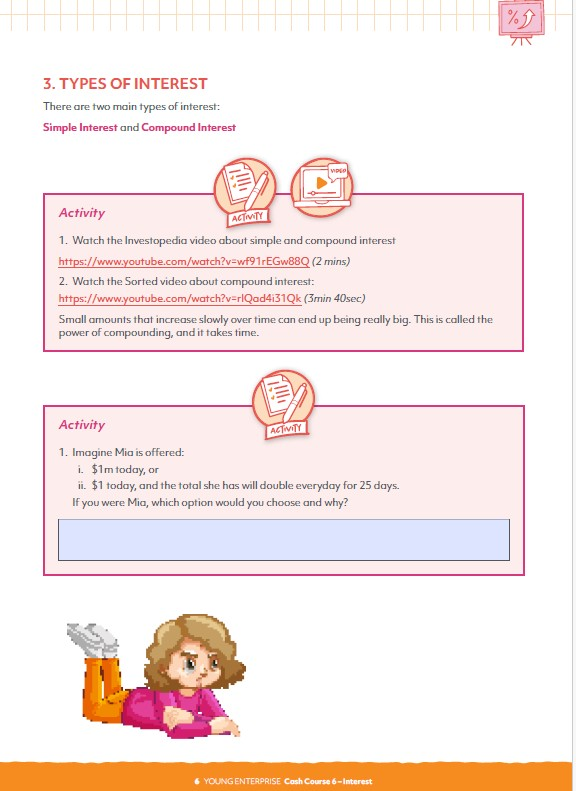 %
3. TYPES OF INTEREST
There are two main types of interest:
Simple Interest and Compound Interest
VIDEO
ACTIVITY
Activity
1. Watch the Investopedia video about simple and compound interest
https://www.youtube.com/watch?v=wf91rEGw88Q (2 mins)
2. Watch the Sorted video about compound interest:
https://www.youtube.com/watch?v=rIQad4i31Qk (3min 40sec)
Small amounts that increase slowly over time can end up being really big. This is called the
power of compounding, and it takes time.
ACTIVITY
Activity
1. Imagine Mia is offered:
i. $1m today, or
ii. $1 today, and the total she has will double everyday for 25 days.
If you were Mia, which option would you choose and why?
6 YOUNG ENTERPRISE Cash Course 6 – Interest